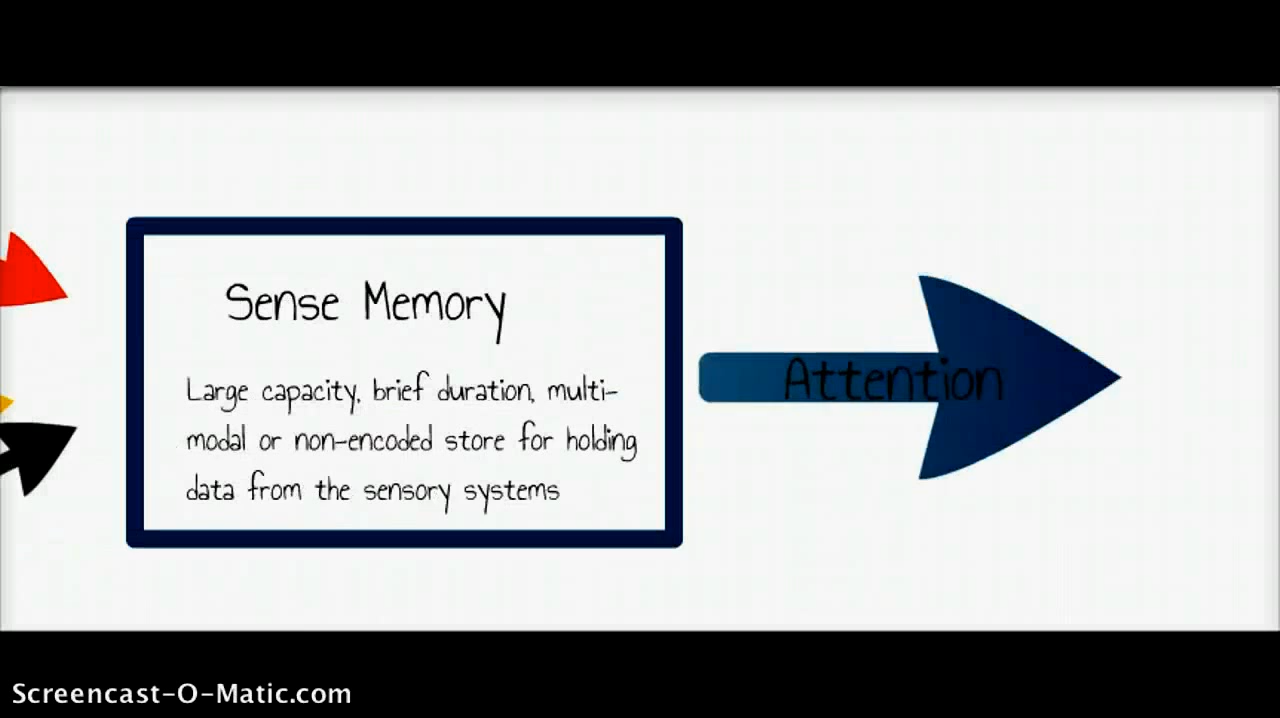 Sense Memory
Large capacity, brief duration, multi-
modal or non-encoded store for holding
data from the sensory systems
Attention
Screencast-O-Matic.com